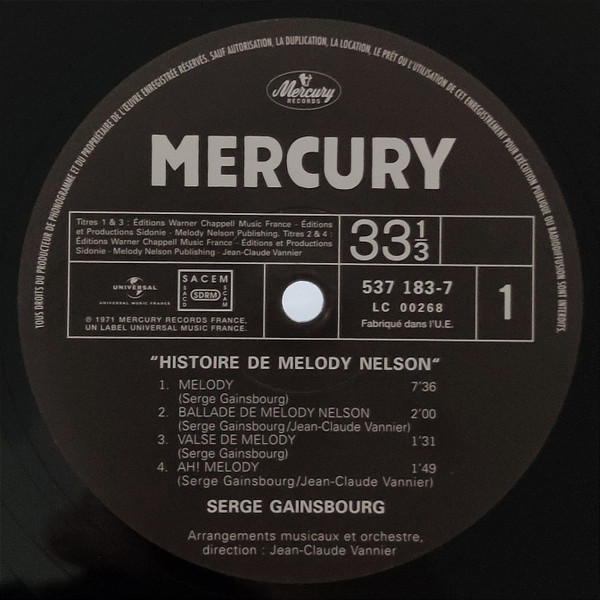 TOUS DROITS DU PRODUCTEUR DE PHONOGRAMME ET DU PROPRIÉTAIRE DE L'ŒUVRE ENREGISTRÉE RÉSERVÉS. SAUF AUTORISATION, LA DUPLICATION, LA LOCATION, LE PRÊT OU L'UTILISATION DE CET ENREGISTREMENT POUR EXÉCUTION PUBLIQUE OU RADIODIFFUSION SONT INTERDITS.
Mercury
RECORDS
MERCURY
Titres 1 & 3 : Éditions Warner Chappell Music France - Éditions
et Productions Sidonie - Melody Nelson Publishing. Titres 2 & 4 :
Éditions Warner Chappell Music France - Éditions et Productions
Sidonie - Melody Nelson Publishing - Jean-Claude Vannier
33 1/3
UNIVERSAL
UNIVERSAL MUSIC FRANCE
SACEM
SACD SDRM SCAM
℗ 1971 MERCURY RECORDS FRANCE,
UN LABEL UNIVERSAL MUSIC FRANCE.
537 183-7
LC 00268
Fabriqué dans l'U.E.
1
"HISTOIRE DE MELODY NELSON"
1. MELODY 7'36
(Serge Gainsbourg)
2. BALLADE DE MELODY NELSON 2'00
(Serge Gainsbourg/Jean-Claude Vannier)
3. VALSE DE MELODY 1'31
(Serge Gainsbourg)
4. AH! MELODY 1'49
(Serge Gainsbourg/Jean-Claude Vannier)
SERGE GAINSBOURG
Arrangements musicaux et orchestre,
direction : Jean-Claude Vannier